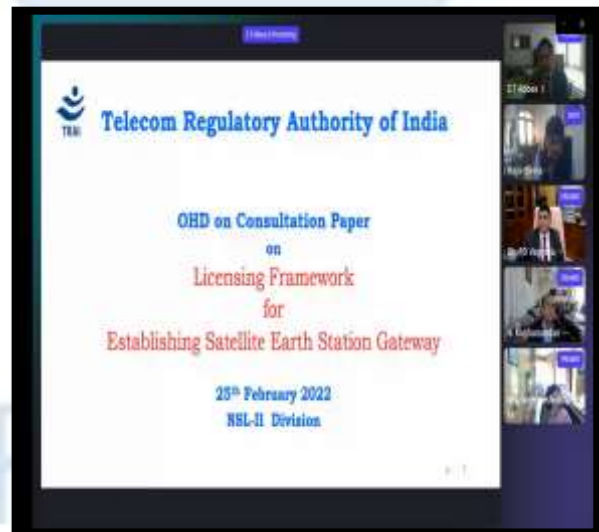 TRAI
Telecom Regulatory Authority of India
OHD on Consultation Paper
on
Licensing Framework
for
Establishing Satellite Earth Station Gateway
25th February 2022
NSL-II Division